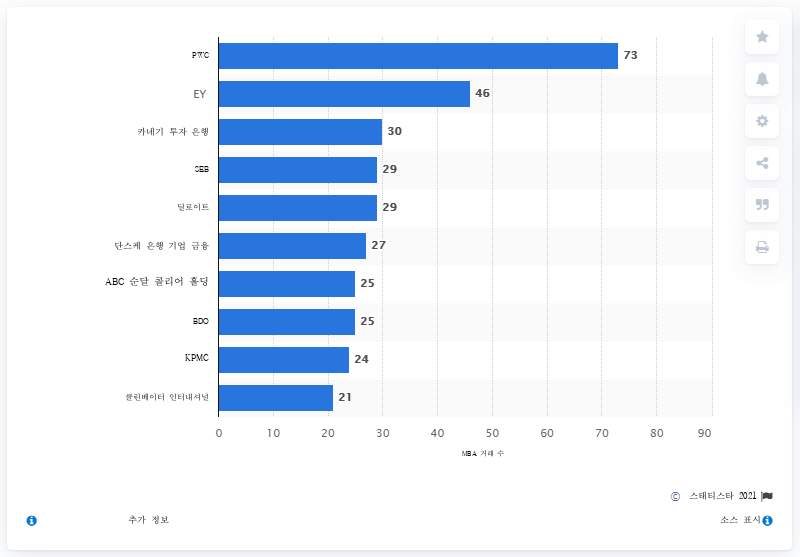 PWC 73
EY 46
카네기 투자 은행 30
SEB 29
딜로이트 29
단스케 은행 기업 금융 27
ABC 순달 콜리어 홀딩 25
BDO 25
KPMG 24
클린베이터 인터내셔널 21
0 10 20 30 40 50 60 70 80 90
M&A 거래 수
© 스태티스타 2021
추가 정보 소스 표시